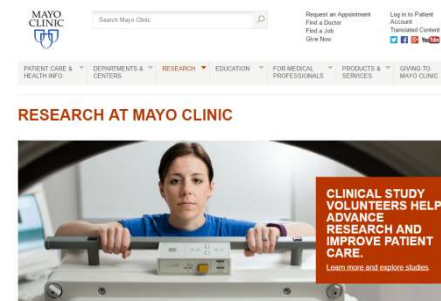 MAYO
CLINIC
Search Mayo Clinic
Request an Appointment
Find a Doctor
Find a Job
Give Now
Log in to Patient
Account
Translated Content
PATIENT CARE &
HEALTH INFO
DEPARTMENTS &
CENTERS
RESEARCH
EDUCATION
FOR MEDICAL
PROFESSIONALS
PRODUCTS &
SERVICES
GIVING TO
MAYO CLINIC
RESEARCH AT MAYO CLINIC
CLINICAL STUDY
VOLUNTEERS HELP
ADVANCE
RESEARCH AND
IMPROVE PATIENT
CARE.
Learn more and explore studies.